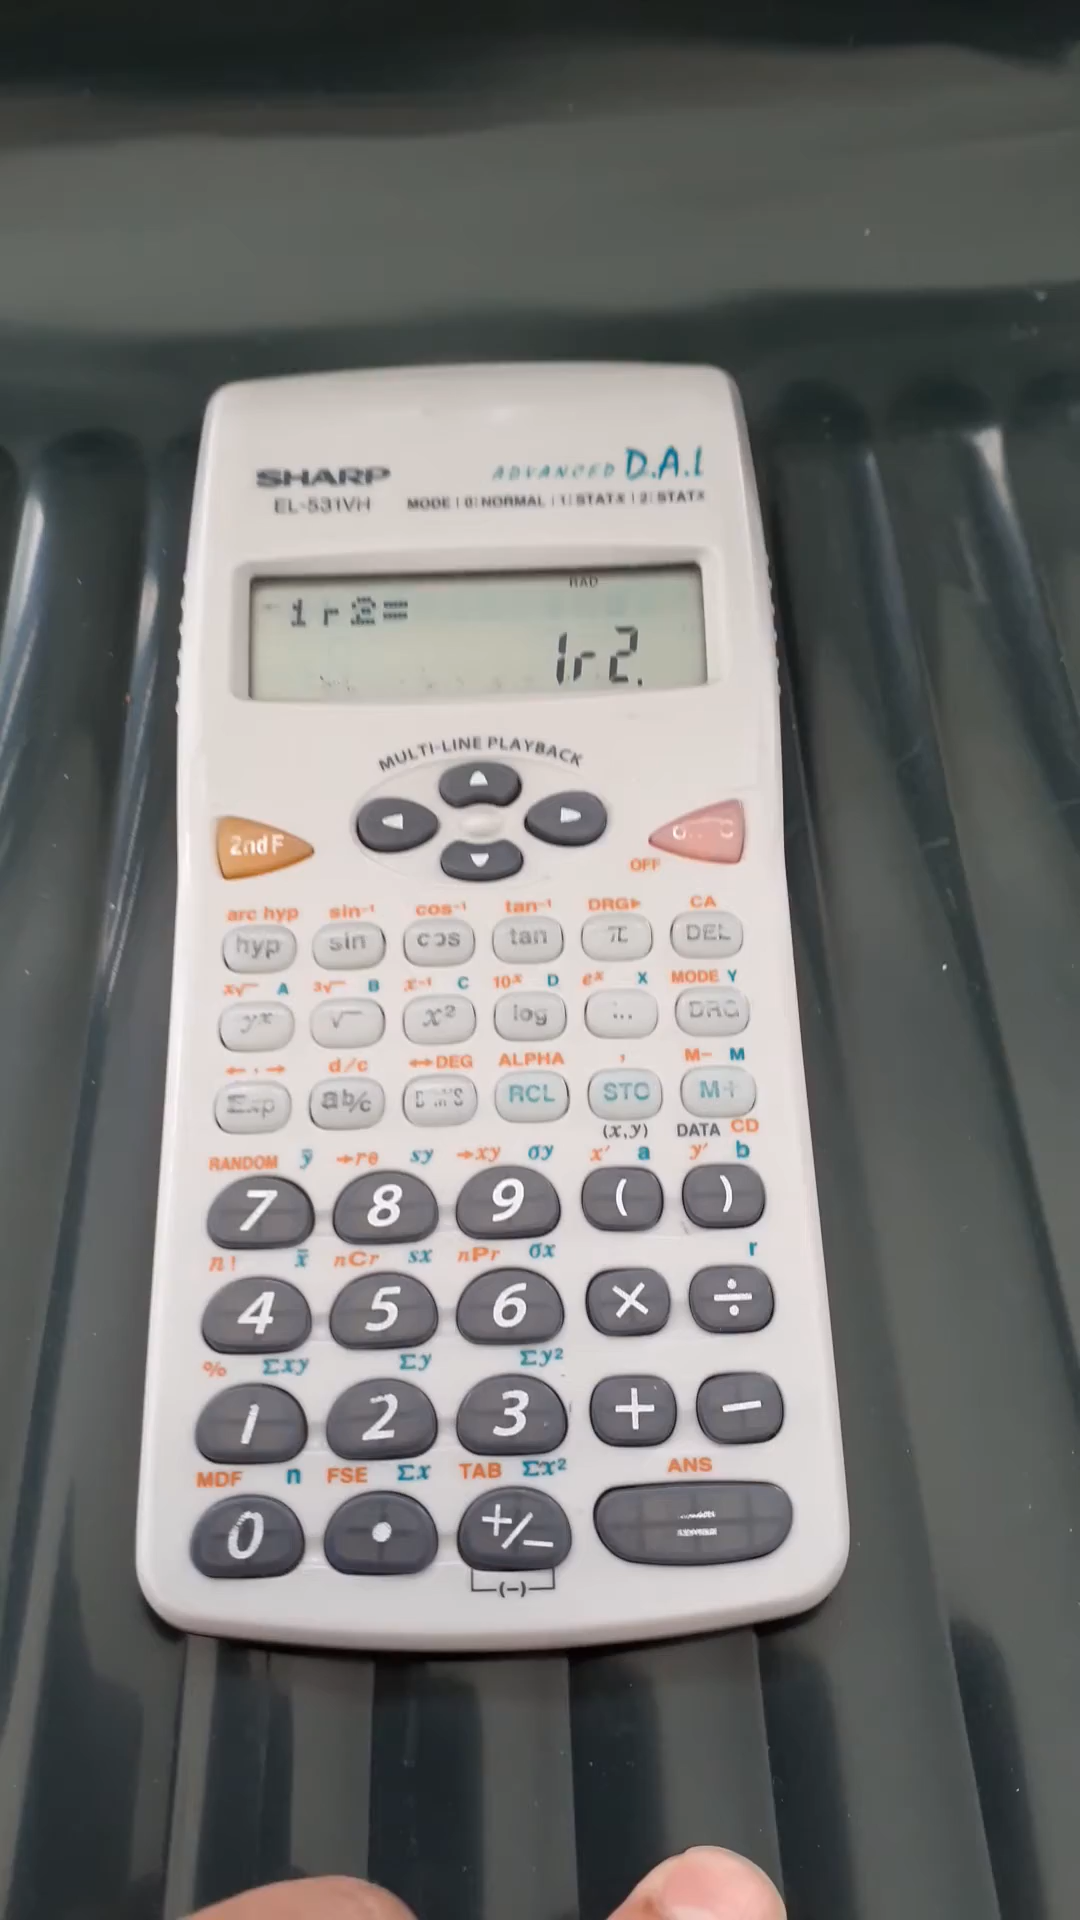 SHARP
EL-531VH
ADVANCED D.A.L
MODE | 0:NORMAL | 1:STATx | 2:STATx
RAD
1r2=
1r2.
MULTI-LINE PLAYBACK
2ndF
OFF
arc hyp sin⁻¹ cos⁻¹ tan⁻¹ DRG▶ CA
hyp sin cos tan π DEL
x√ A 3√ B x⁻¹ C 10ˣ D eˣ X MODE Y
yˣ √ x² log DRG
←.→ d/c ↔DEG ALPHA , M− M
Exp ab/c RCL STO M+
(x,y) DATA CD
RANDOM ȳ →rθ sy →xy σy x′ a y′ b
7 8 9 ( )
n! x̄ nCr sx nPr σx r
4 5 6 × ÷
% Σxy Σy Σy²
1 2 3 + −
MDF n FSE Σx TAB Σx² ANS
0 • +/− =
(−)